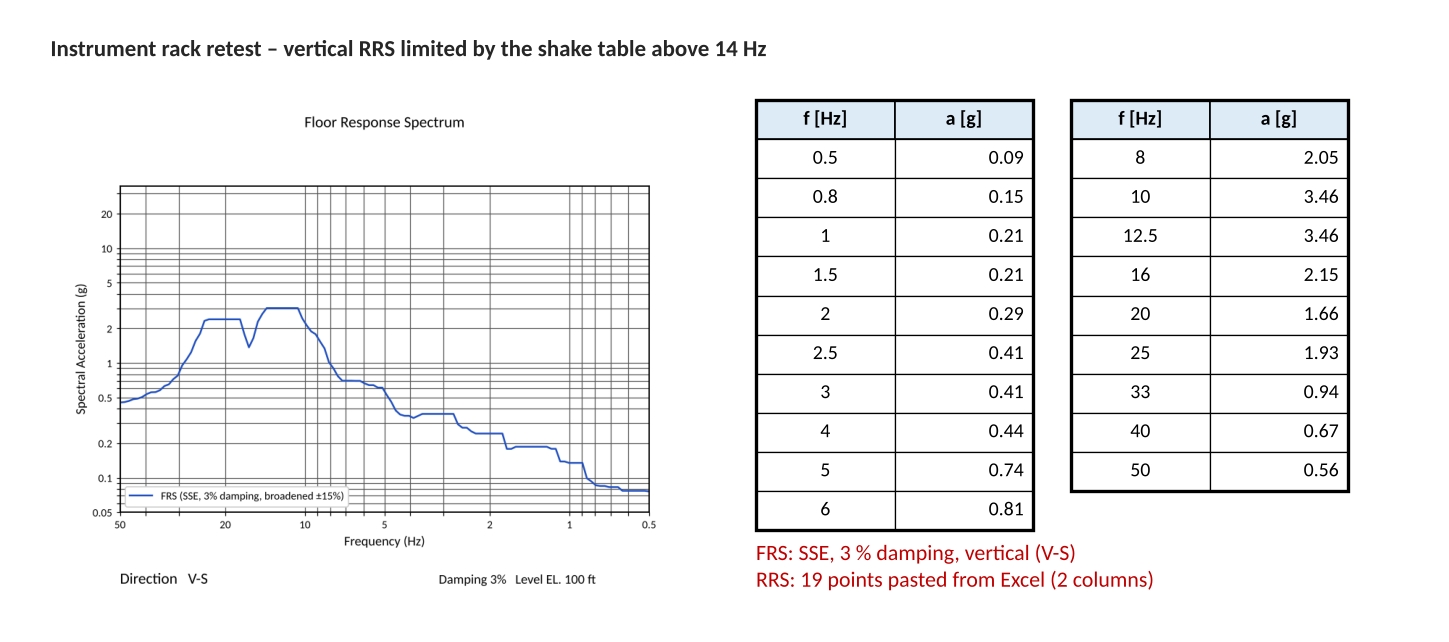 Instrument rack retest – vertical RRS limited by the shake table above 14 Hz
Floor Response Spectrum
Spectral Acceleration (g)
20
10
5
2
1
0.5
0.2
0.1
0.05
FRS (SSE, 3% damping, broadened ±15%)
50 20 10 5 2 1 0.5
Frequency (Hz)
Direction V-S Damping 3% Level EL. 100 ft
f [Hz] a [g]
0.5 0.09
0.8 0.15
1 0.21
1.5 0.21
2 0.29
2.5 0.41
3 0.41
4 0.44
5 0.74
6 0.81
f [Hz] a [g]
8 2.05
10 3.46
12.5 3.46
16 2.15
20 1.66
25 1.93
33 0.94
40 0.67
50 0.56
FRS: SSE, 3 % damping, vertical (V-S)
RRS: 19 points pasted from Excel (2 columns)